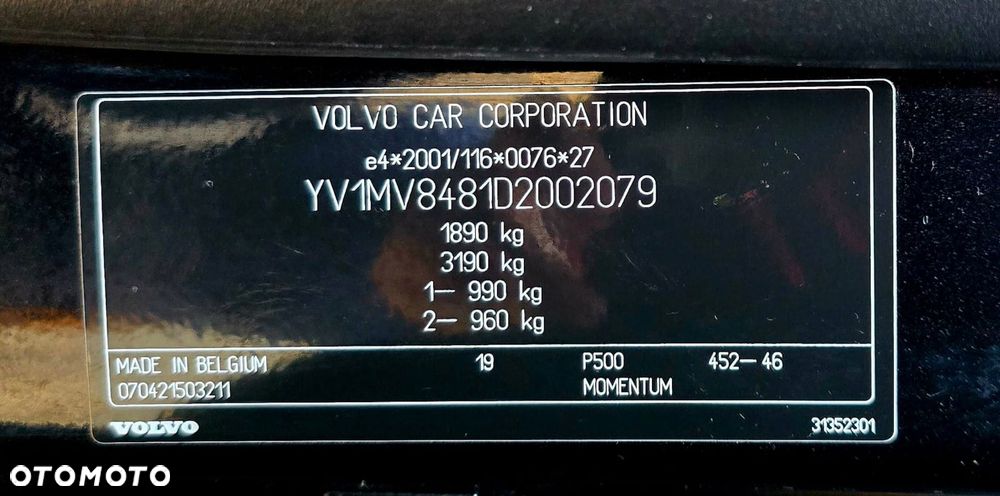 VOLVO CAR CORPORATION
e4*2001/116*0076*27
YV1MV8481D2002079
1890 kg
3190 kg
1- 990 kg
2- 960 kg
MADE IN BELGIUM 19 P500 452-46
070421503211 MOMENTUM
VOLVO 31352301
OTOMOTO